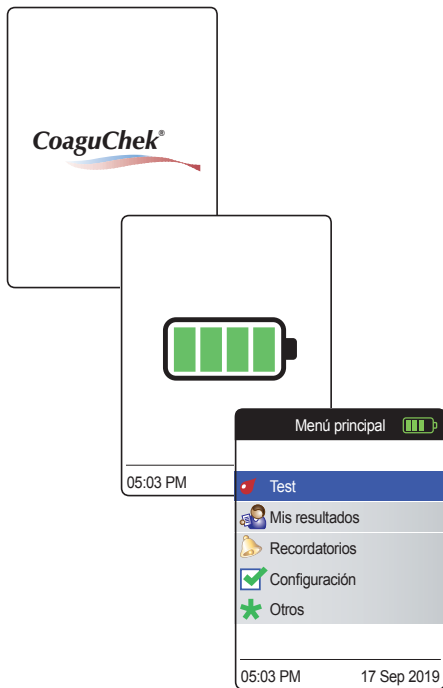 CoaguChek®
05:03 PM
Menú principal
Test
Mis resultados
Recordatorios
Configuración
Otros
05:03 PM 17 Sep 2019